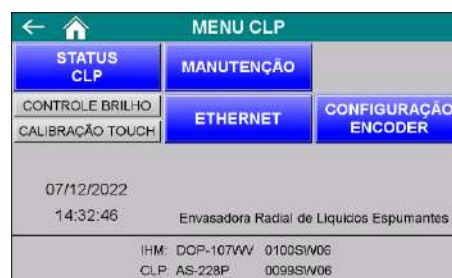 MENU CLP
STATUS
CLP
MANUTENÇÃO
CONTROLE BRILHO
CALIBRAÇÃO TOUCH
ETHERNET
CONFIGURAÇÃO
ENCODER
07/12/2022
14:32:46
Envasadora Radial de Liquidos Espumantes
IHM: DOP-107WV 0100SW06
CLP: AS-228P 0099SW06